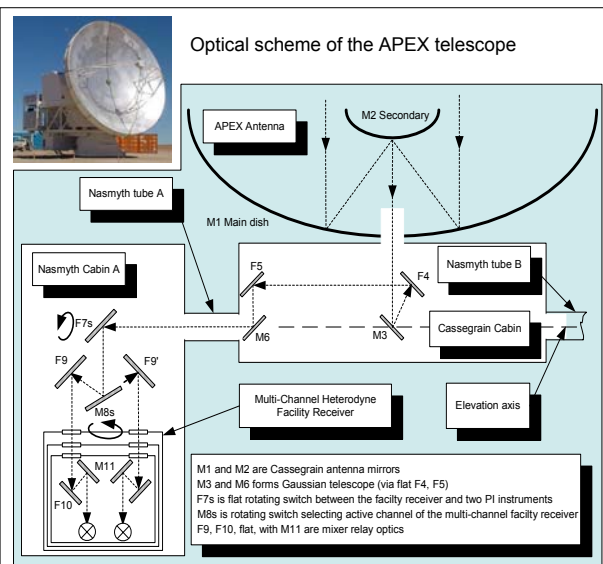 Optical scheme of the APEX telescope
M2 Secondary
APEX Antenna
Nasmyth tube A
M1 Main dish
Nasmyth Cabin A
F5
F4
Nasmyth tube B
F7s
M6
M3
Cassegrain Cabin
F9
F9'
M8s
Multi-Channel Heterodyne
Facility Receiver
Elevation axis
M11
F10
M1 and M2 are Cassegrain antenna mirrors
M3 and M6 forms Gaussian telescope (via flat F4, F5)
F7s is flat rotating switch between the facilty receiver and two PI instruments
M8s is rotating switch selecting active channel of the multi-channel facilty receiver
F9, F10, flat, with M11 are mixer relay optics